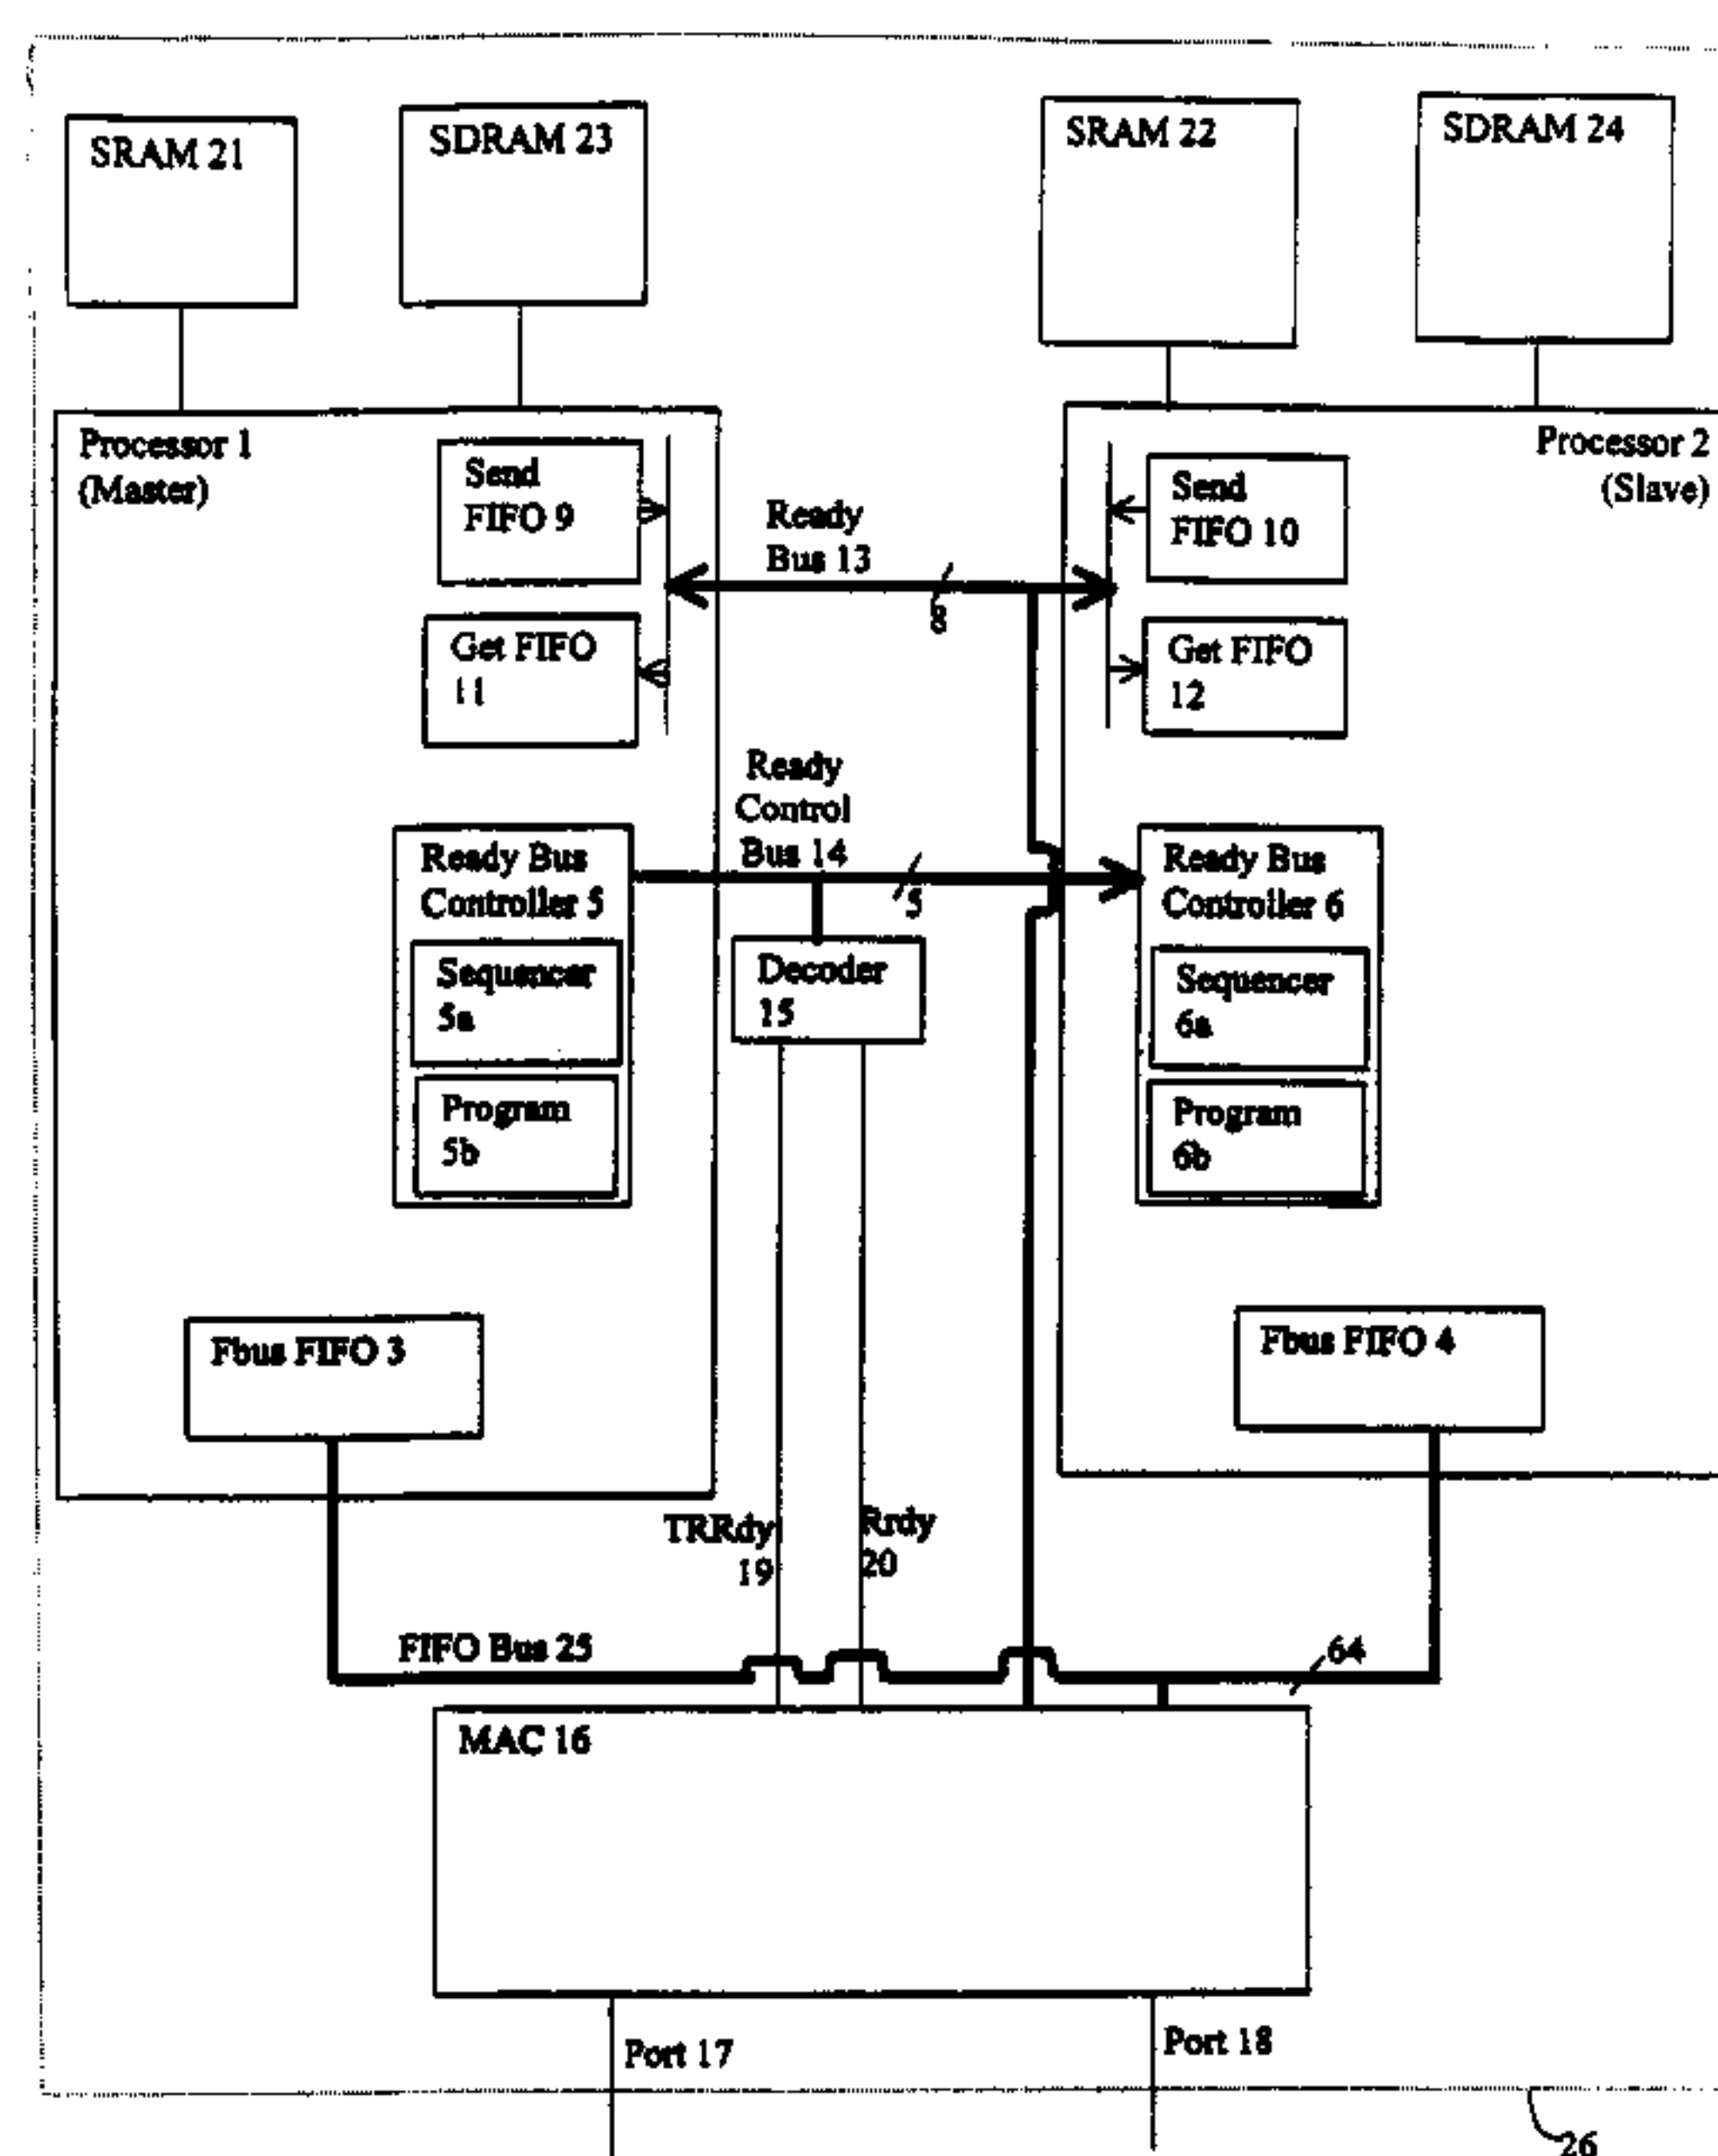 SRAM 21
SDRAM 23
SRAM 22
SDRAM 24
Processor 1
(Master)
Send
FIFO 9
Ready
Bus 13
8
Send
FIFO 10
Processor 2
(Slave)
Get FIFO
11
Get FIFO
12
Ready
Control
Bus 14
5
Ready Bus
Controller 5
Sequencer
5a
Program
5b
Decoder
15
Ready Bus
Controller 6
Sequencer
6a
Program
6b
Fbus FIFO 3
Fbus FIFO 4
TRRdy
19
Rrdy
20
FIFO Bus 25
64
MAC 16
Port 17
Port 18
26